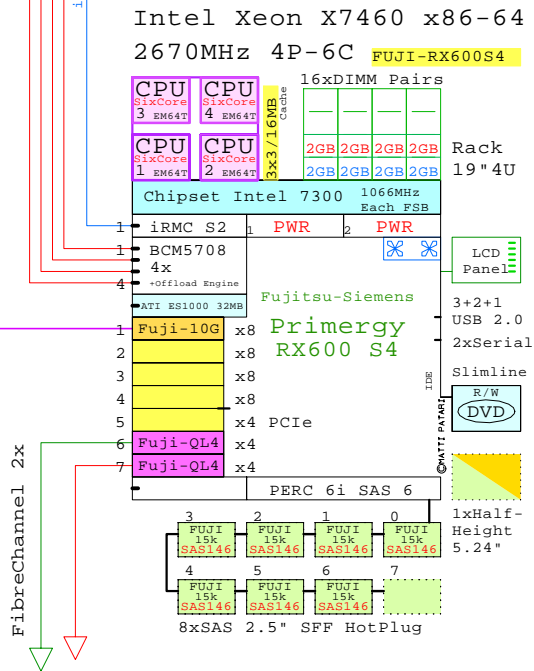 i
Intel Xeon X7460 x86-64
2670MHz 4P-6C FUJI-RX600S4
16xDIMM Pairs
CPU CPU
SixCore SixCore
3 EM64T 4 EM64T
CPU CPU
SixCore SixCore
1 EM64T 2 EM64T
3x3/16MB
Cache
2GB 2GB 2GB 2GB
2GB 2GB 2GB 2GB
Rack
19"4U
Chipset Intel 7300 1066MHz
Each FSB
1 iRMC S2 1 PWR 2 PWR
1 BCM5708
4x
4 +Offload Engine
LCD
Panel
ATI ES1000 32MB
Fujitsu-Siemens
Primergy
RX600 S4
3+2+1
USB 2.0
2xSerial
1 Fuji-10G x8
2 x8
3 x8
4 x8
5 x4 PCIe
6 Fuji-QL4 x4
7 Fuji-QL4 x4
IDE
Slimline
R/W
DVD
©MATTI PATARI
PERC 6i SAS 6
1xHalf-
Height
5.24"
3 2 1 0
FUJI FUJI FUJI FUJI
15k 15k 15k 15k
SAS146 SAS146 SAS146 SAS146
4 5 6 7
FUJI FUJI FUJI
15k 15k 15k
SAS146 SAS146 SAS146
8xSAS 2.5" SFF HotPlug
FibreChannel 2x